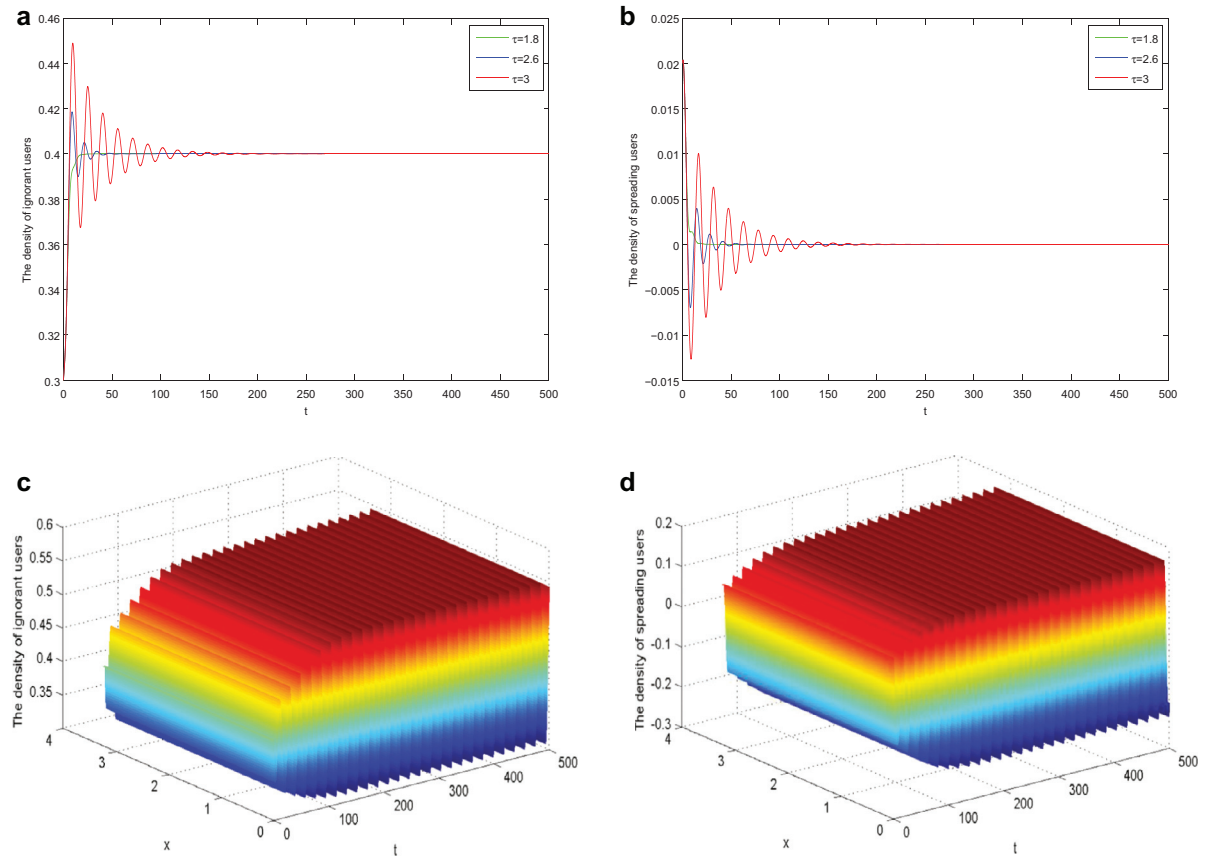 a
The density of ignorant users
0.46
0.44
0.42
0.4
0.38
0.36
0.34
0.32
0.3
0 50 100 150 200 250 300 350 400 450 500
t
τ=1.8
τ=2.6
τ=3
b
The density of spreading users
0.025
0.02
0.015
0.01
0.005
0
−0.005
−0.01
−0.015
0 50 100 150 200 250 300 350 400 450 500
t
τ=1.8
τ=2.6
τ=3
c
The density of ignorant users
0.6
0.55
0.5
0.45
0.4
0.35
4
3
2
1
0
x
0
100
200
300
400
500
t
d
The density of spreading users
0.2
0.1
0
-0.1
-0.2
-0.3
4
3
2
1
0
x
0
100
200
300
400
500
t